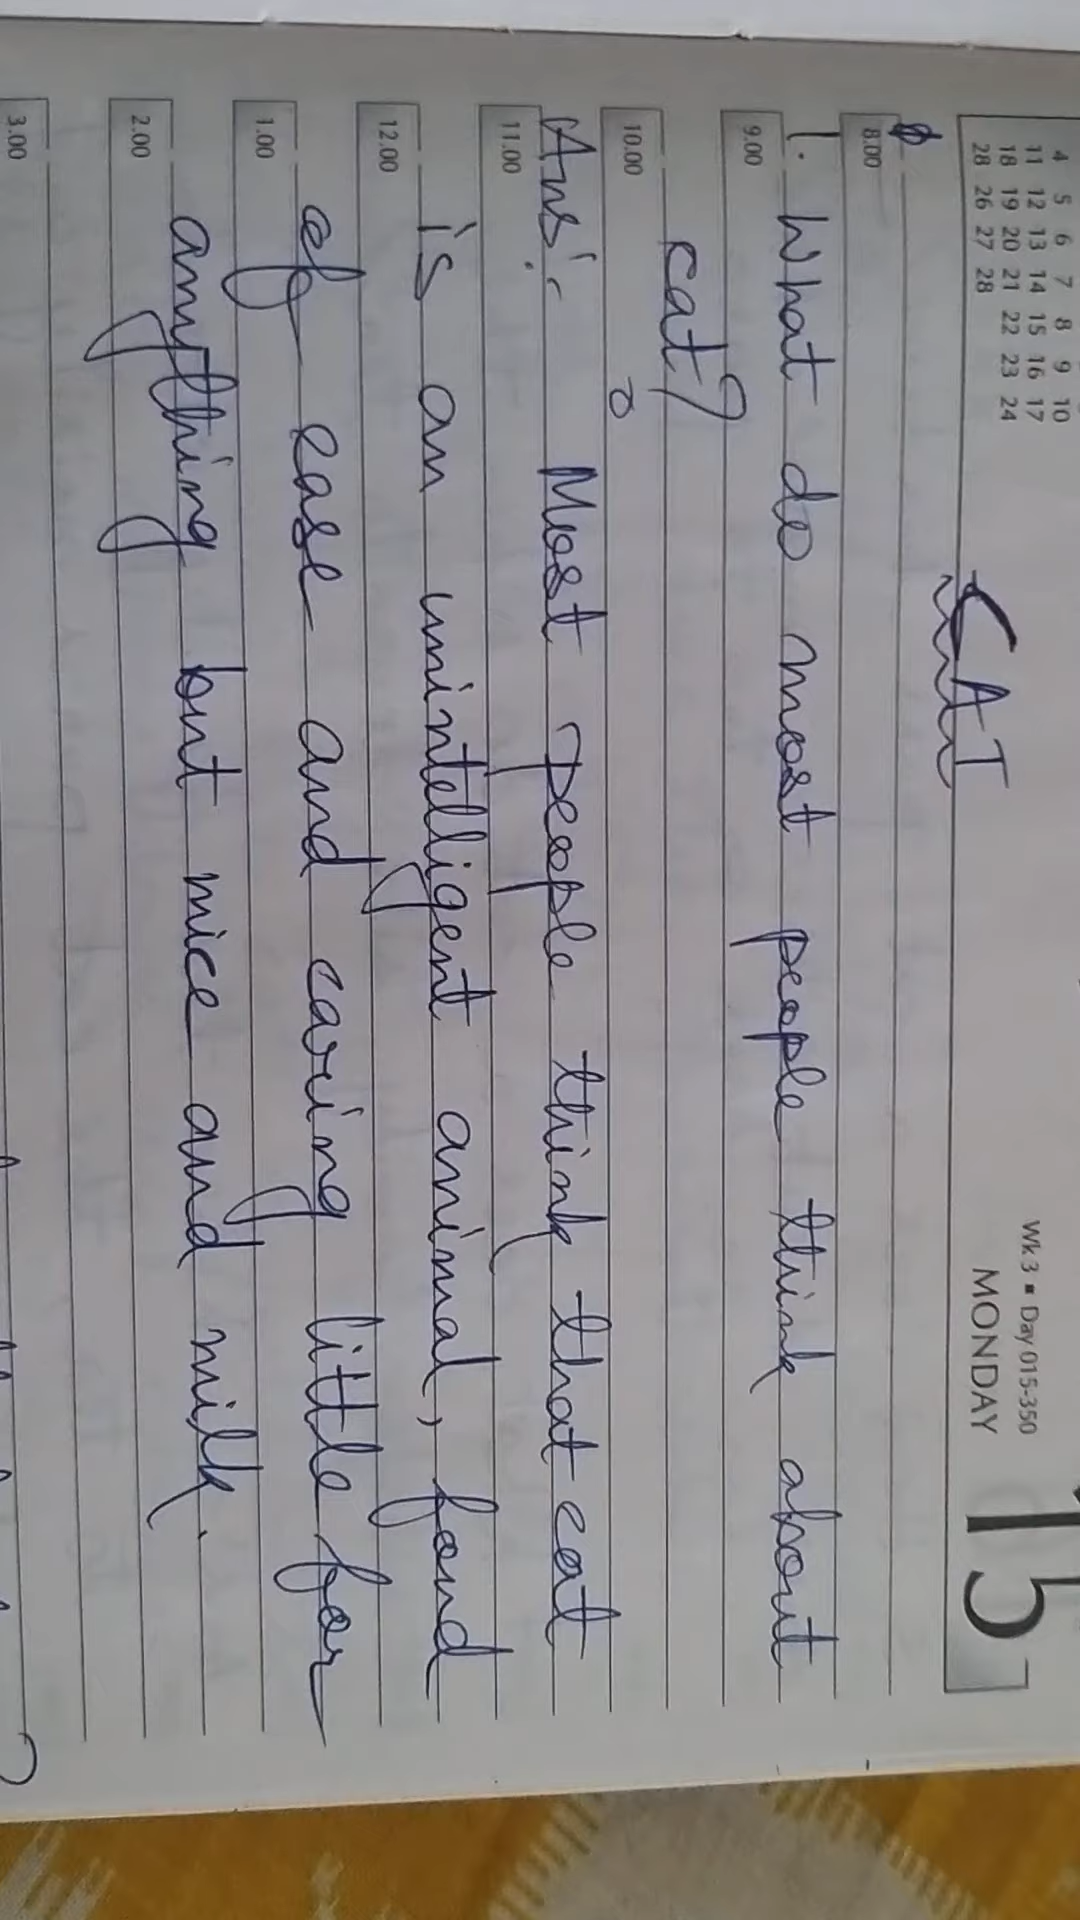 4 5 6 7 8 9 10
11 12 13 14 15 16 17
18 19 20 21 22 23 24
28 26 27 28
Wk 3 ▪ Day 015-350
MONDAY
15
CAT
8.00
1. What do most people think about
9.00
cat?
10.00
Ans:- Most people think that cat
11.00
is an unintelligent animal, fond
12.00
of ease and caring little for
1.00
anything but mice and milk.
2.00
3.00